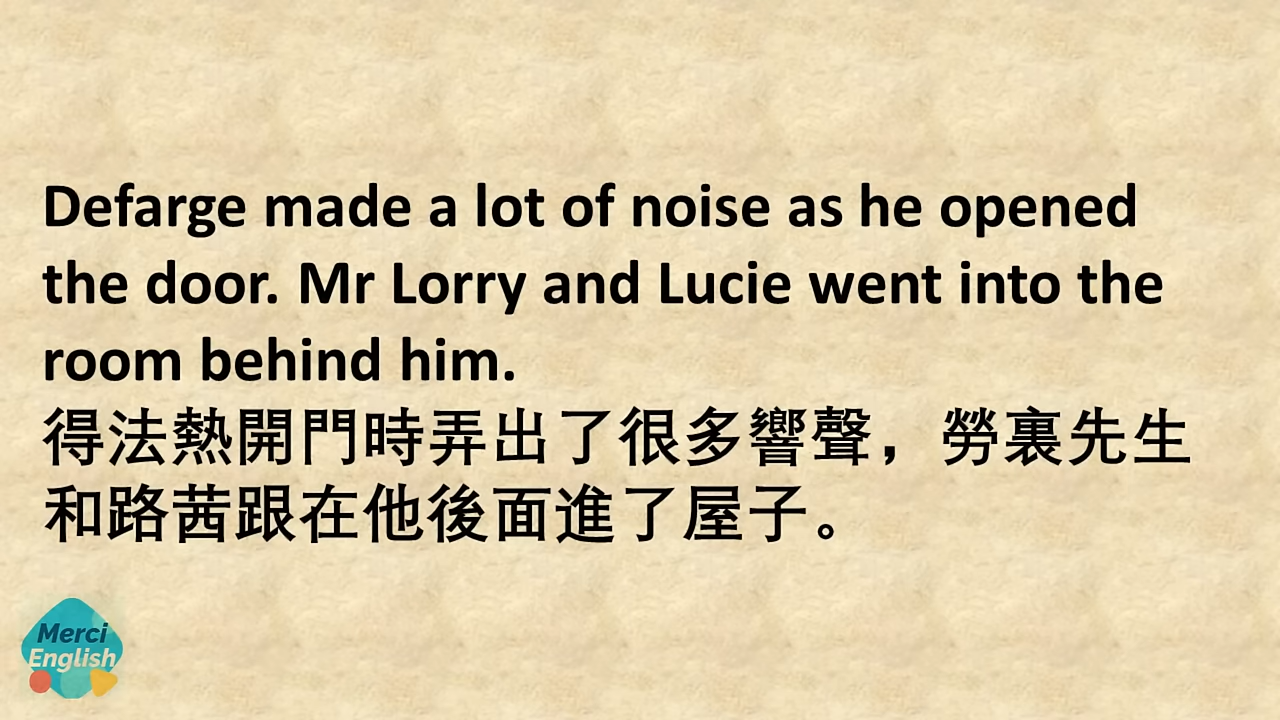 Defarge made a lot of noise as he opened
the door. Mr Lorry and Lucie went into the
room behind him.
得法熱開門時弄出了很多響聲，勞裏先生
和路茜跟在他後面進了屋子。
Merci
English